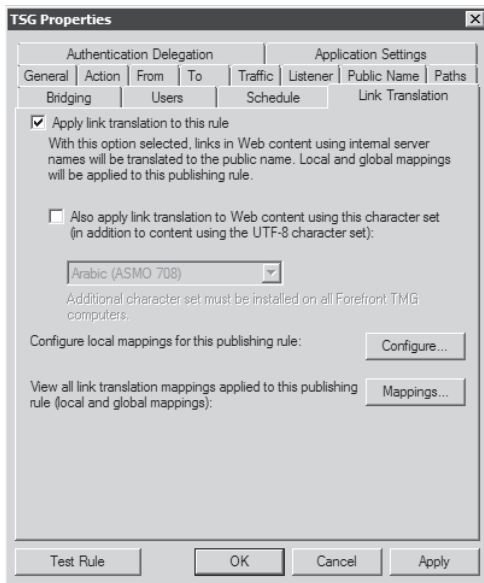 TSG Properties
Authentication Delegation Application Settings
General Action From To Traffic Listener Public Name Paths
Bridging Users Schedule Link Translation
Apply link translation to this rule
With this option selected, links in Web content using internal server
names will be translated to the public name. Local and global mappings
will be applied to this publishing rule.
Also apply link translation to Web content using this character set
(in addition to content using the UTF-8 character set):
Arabic (ASMO 708)
Additional character set must be installed on all Forefront TMG
computers.
Configure local mappings for this publishing rule: Configure...
View all link translation mappings applied to this publishing
rule (local and global mappings): Mappings...
Test Rule OK Cancel Apply